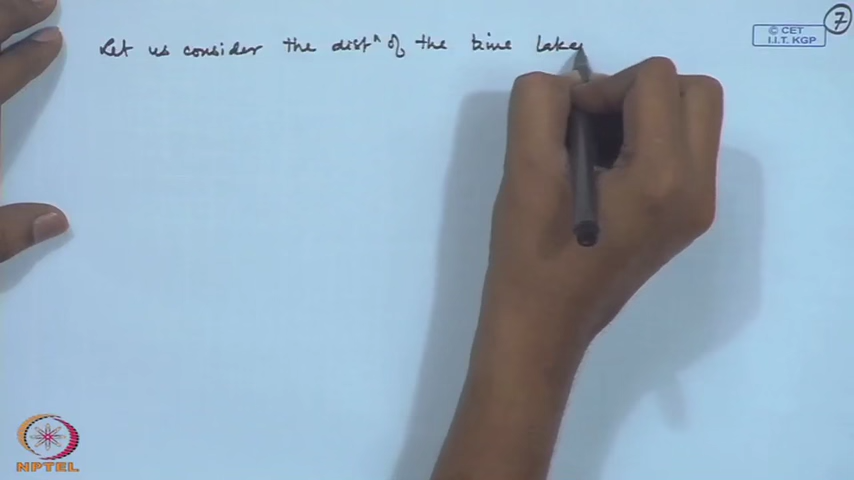 Let us consider the distⁿ of the time take
7
© CET
I.I.T. KGP
NPTEL